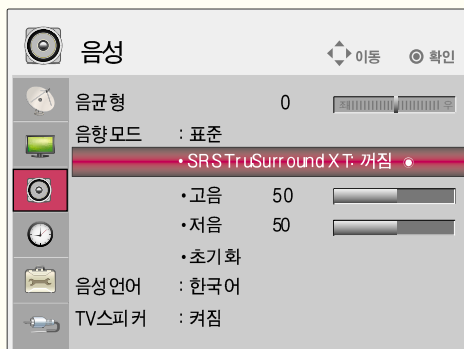 음성 이동 ◉ 확인
음균형 0 좌 우
음향모드 : 표준
• SRS TruSurround XT: 꺼짐 ◉
• 고음 50
• 저음 50
• 초기화
음성언어 : 한국어
TV스피커 : 켜짐